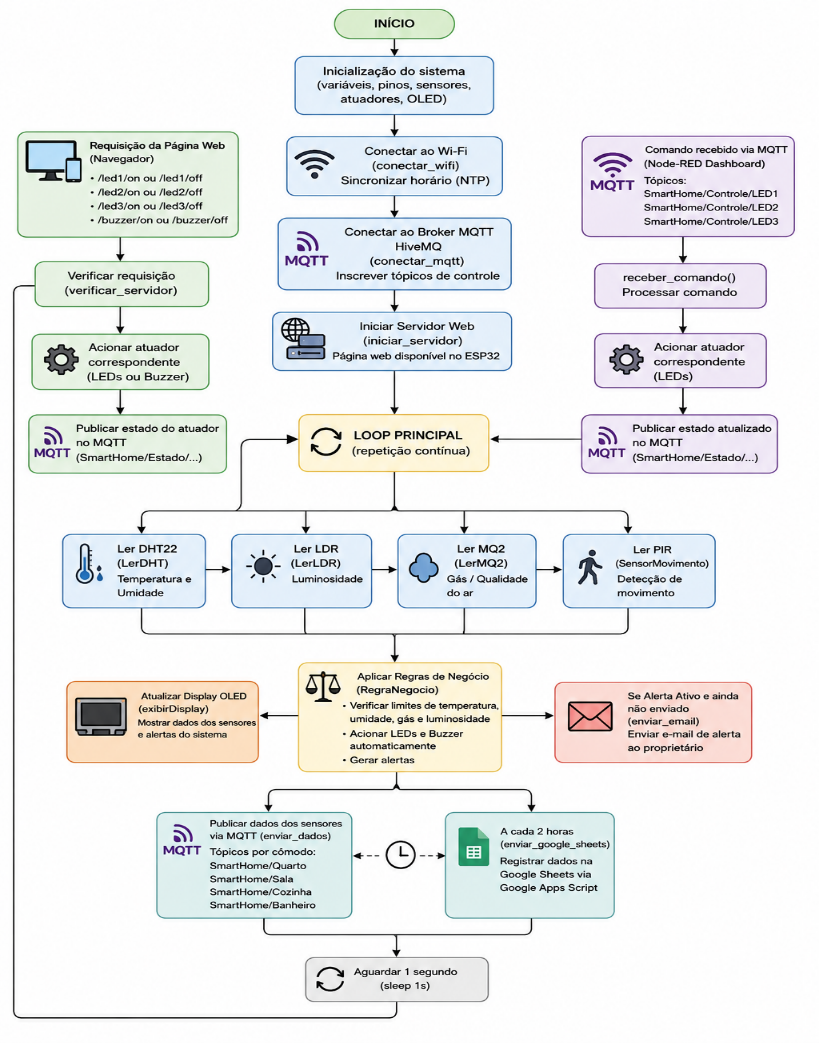 INÍCIO
Inicialização do sistema
(variáveis, pinos, sensores,
atuadores, OLED)
Conectar ao Wi-Fi
(conectar_wifi)
Sincronizar horário (NTP)
MQTT
Conectar ao Broker MQTT
HiveMQ
(conectar_mqtt)
Inscrever tópicos de controle
Iniciar Servidor Web
(iniciar_servidor)
Página web disponível no ESP32
Requisição da Página Web
(Navegador)
• /led1/on ou /led1/off
• /led2/on ou /led2/off
• /led3/on ou /led3/off
• /buzzer/on ou /buzzer/off
Verificar requisição
(verificar_servidor)
Acionar atuador
correspondente
(LEDs ou Buzzer)
MQTT
Publicar estado do atuador
no MQTT
(SmartHome/Estado/...)
MQTT
Comando recebido via MQTT
(Node-RED Dashboard)
Tópicos:
SmartHome/Controle/LED1
SmartHome/Controle/LED2
SmartHome/Controle/LED3
receber_comando()
Processar comando
Acionar atuador
correspondente
(LEDs)
MQTT
Publicar estado atualizado
no MQTT
(SmartHome/Estado/...)
LOOP PRINCIPAL
(repetição contínua)
Ler DHT22
(LerDHT)
Temperatura e
Umidade
Ler LDR
(LerLDR)
Luminosidade
Ler MQ2
(LerMQ2)
Gás / Qualidade
do ar
Ler PIR
(SensorMovimento)
Detecção de
movimento
Atualizar Display OLED
(exibirDisplay)
Mostrar dados dos sensores
e alertas do sistema
Aplicar Regras de Negócio
(RegraNegocio)
• Verificar limites de temperatura,
umidade, gás e luminosidade
• Acionar LEDs e Buzzer
automaticamente
• Gerar alertas
Se Alerta Ativo e ainda
não enviado
(enviar_email)
Enviar e-mail de alerta
ao proprietário
MQTT
Publicar dados dos sensores
via MQTT (enviar_dados)
Tópicos por cômodo:
SmartHome/Quarto
SmartHome/Sala
SmartHome/Cozinha
SmartHome/Banheiro
A cada 2 horas
(enviar_google_sheets)
Registrar dados na
Google Sheets via
Google Apps Script
Aguardar 1 segundo
(sleep 1s)